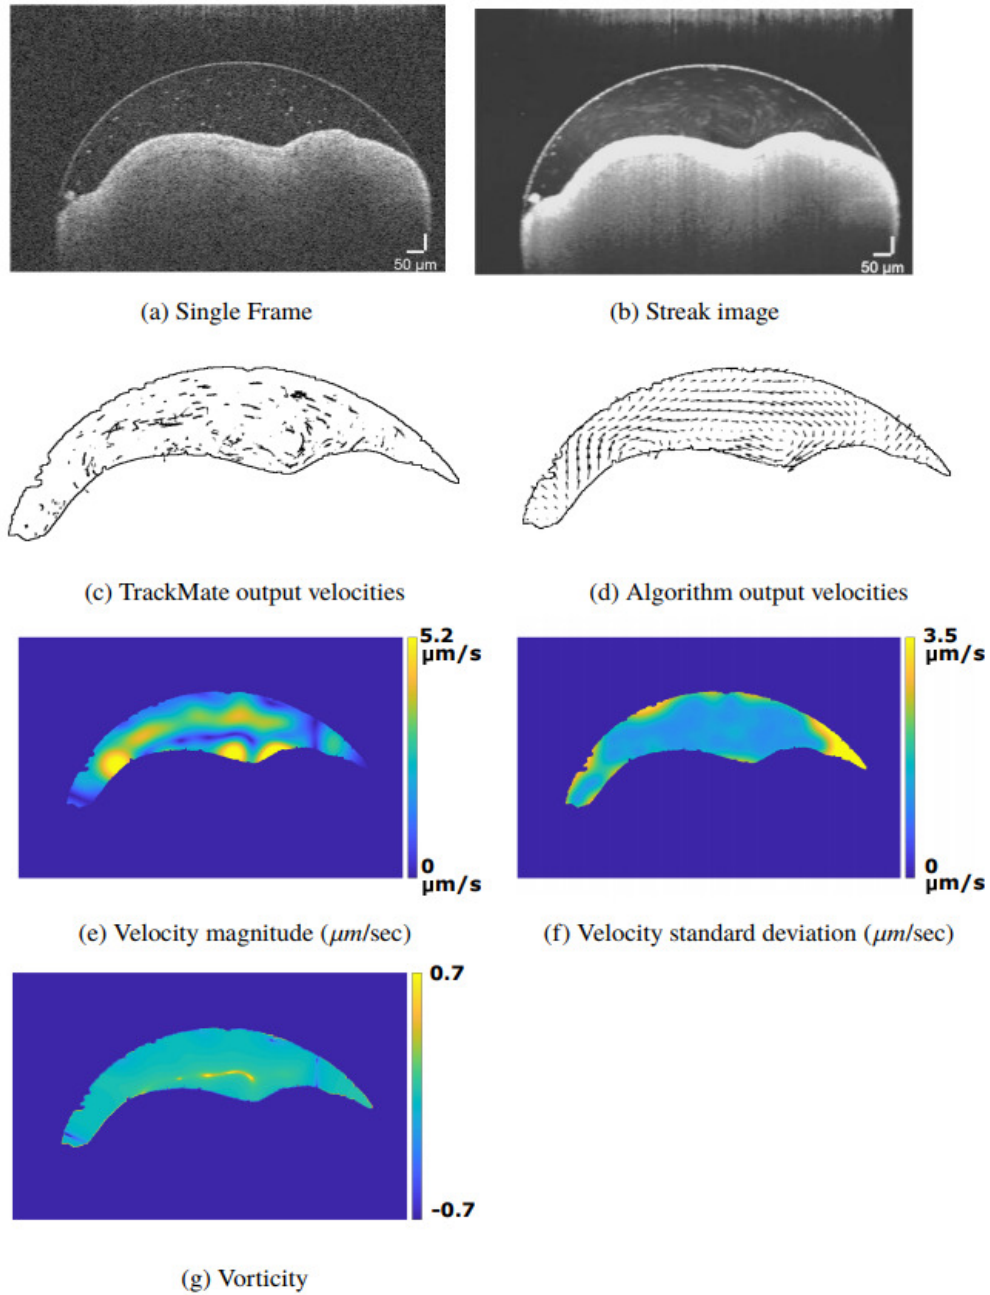 50 μm
50 μm
(a) Single Frame
(b) Streak image
(c) TrackMate output velocities
(d) Algorithm output velocities
5.2
μm/s
0
μm/s
3.5
μm/s
0
μm/s
(e) Velocity magnitude (μm/sec)
(f) Velocity standard deviation (μm/sec)
0.7
-0.7
(g) Vorticity